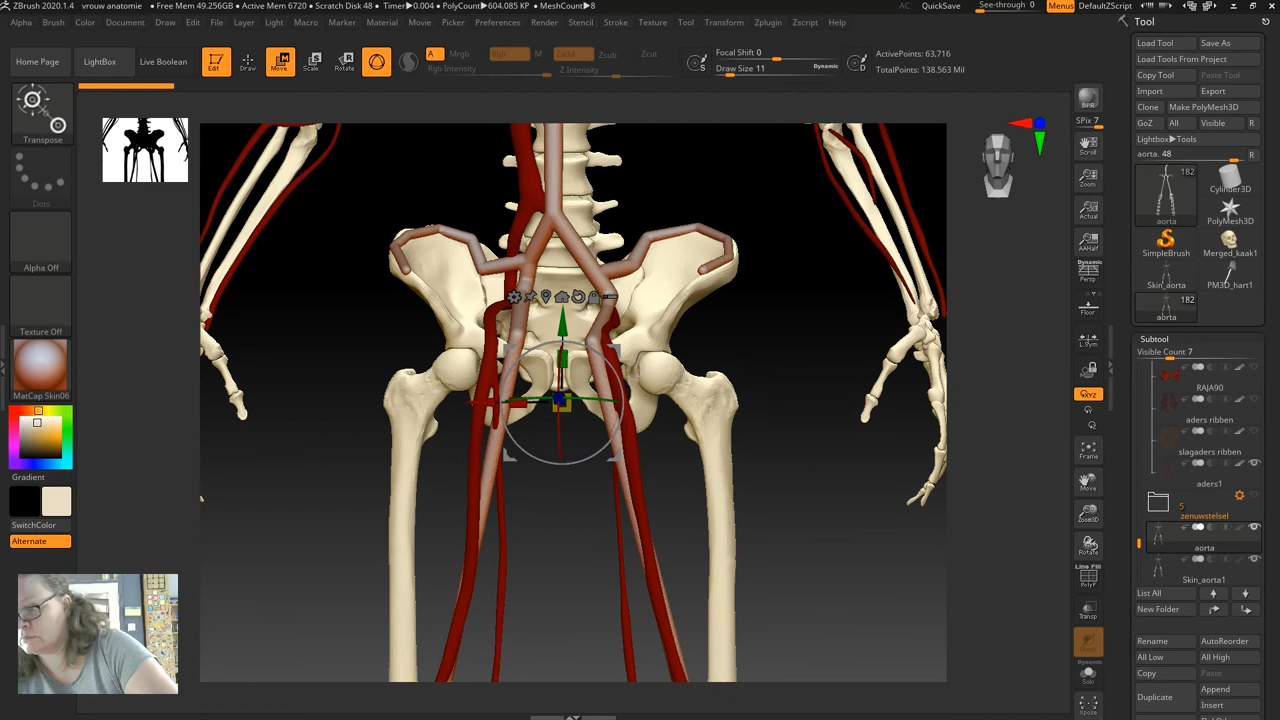 ZBrush 2020.1.4 vrouw anatomie • Free Mem 49.256GB • Active Mem 6720 • Scratch Disk 48 • Timer▶0.004 • PolyCount▶604.085 KP • MeshCount▶8 AC QuickSave See-through 0 Menus DefaultZScript
Alpha Brush Color Document Draw Edit File Layer Light Macro Marker Material Movie Picker Preferences Render Stencil Stroke Texture Tool Transform Zplugin Zscript Help
Home Page LightBox Live Boolean
Edit Draw Move Scale Rotate
A Mrgb Rgb M Zadd Zsub Zcut
Rgb Intensity Z Intensity
S Focal Shift 0
Draw Size 11 Dynamic D
ActivePoints: 63,716
TotalPoints: 138.563 Mil
Transpose
Dots
Alpha Off
Texture Off
MatCap Skin06
Gradient
SwitchColor
Alternate
BPR
SPix 7
Scroll
Zoom
Actual
AAHalf
Dynamic
Persp
Floor
L.Sym
XYZ
Frame
Move
Zoom3D
Rotate
Line Fill
PolyF
Transp
Ghost
Dynamic
Solo
Xpose
Tool
Load Tool Save As
Load Tools From Project
Copy Tool Paste Tool
Import Export
Clone Make PolyMesh3D
GoZ All Visible R
Lightbox▶Tools
aorta. 48 R
182
aorta
Cylinder3D
PolyMesh3D
SimpleBrush
Merged_kaak1
Skin_aorta
PM3D_hart1
182
aorta
Subtool
Visible Count 7
RAJA90
aders ribben
slagaders ribben
aders1
5
zenuwstelsel
aorta
Skin_aorta1
List All
New Folder
Rename AutoReorder
All Low All High
Copy Paste
Duplicate Append
Insert